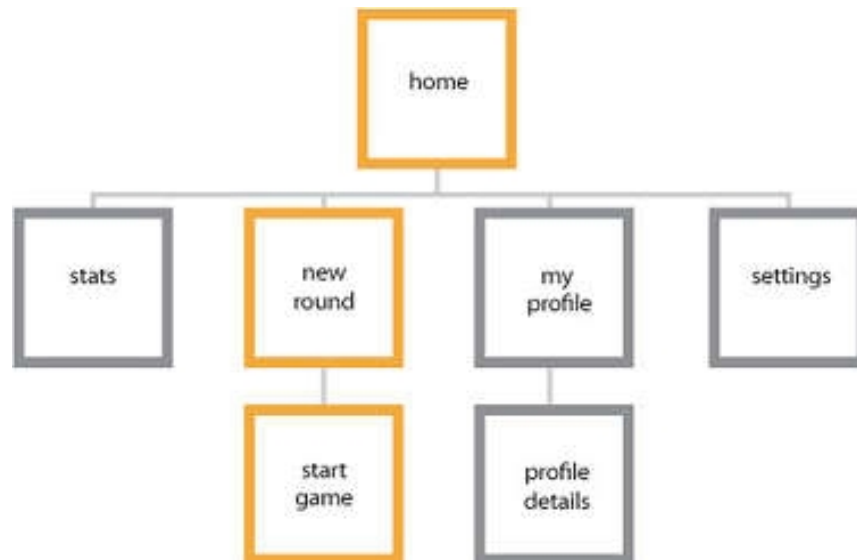 home
stats
new
round
my
profile
settings
start
game
profile
details